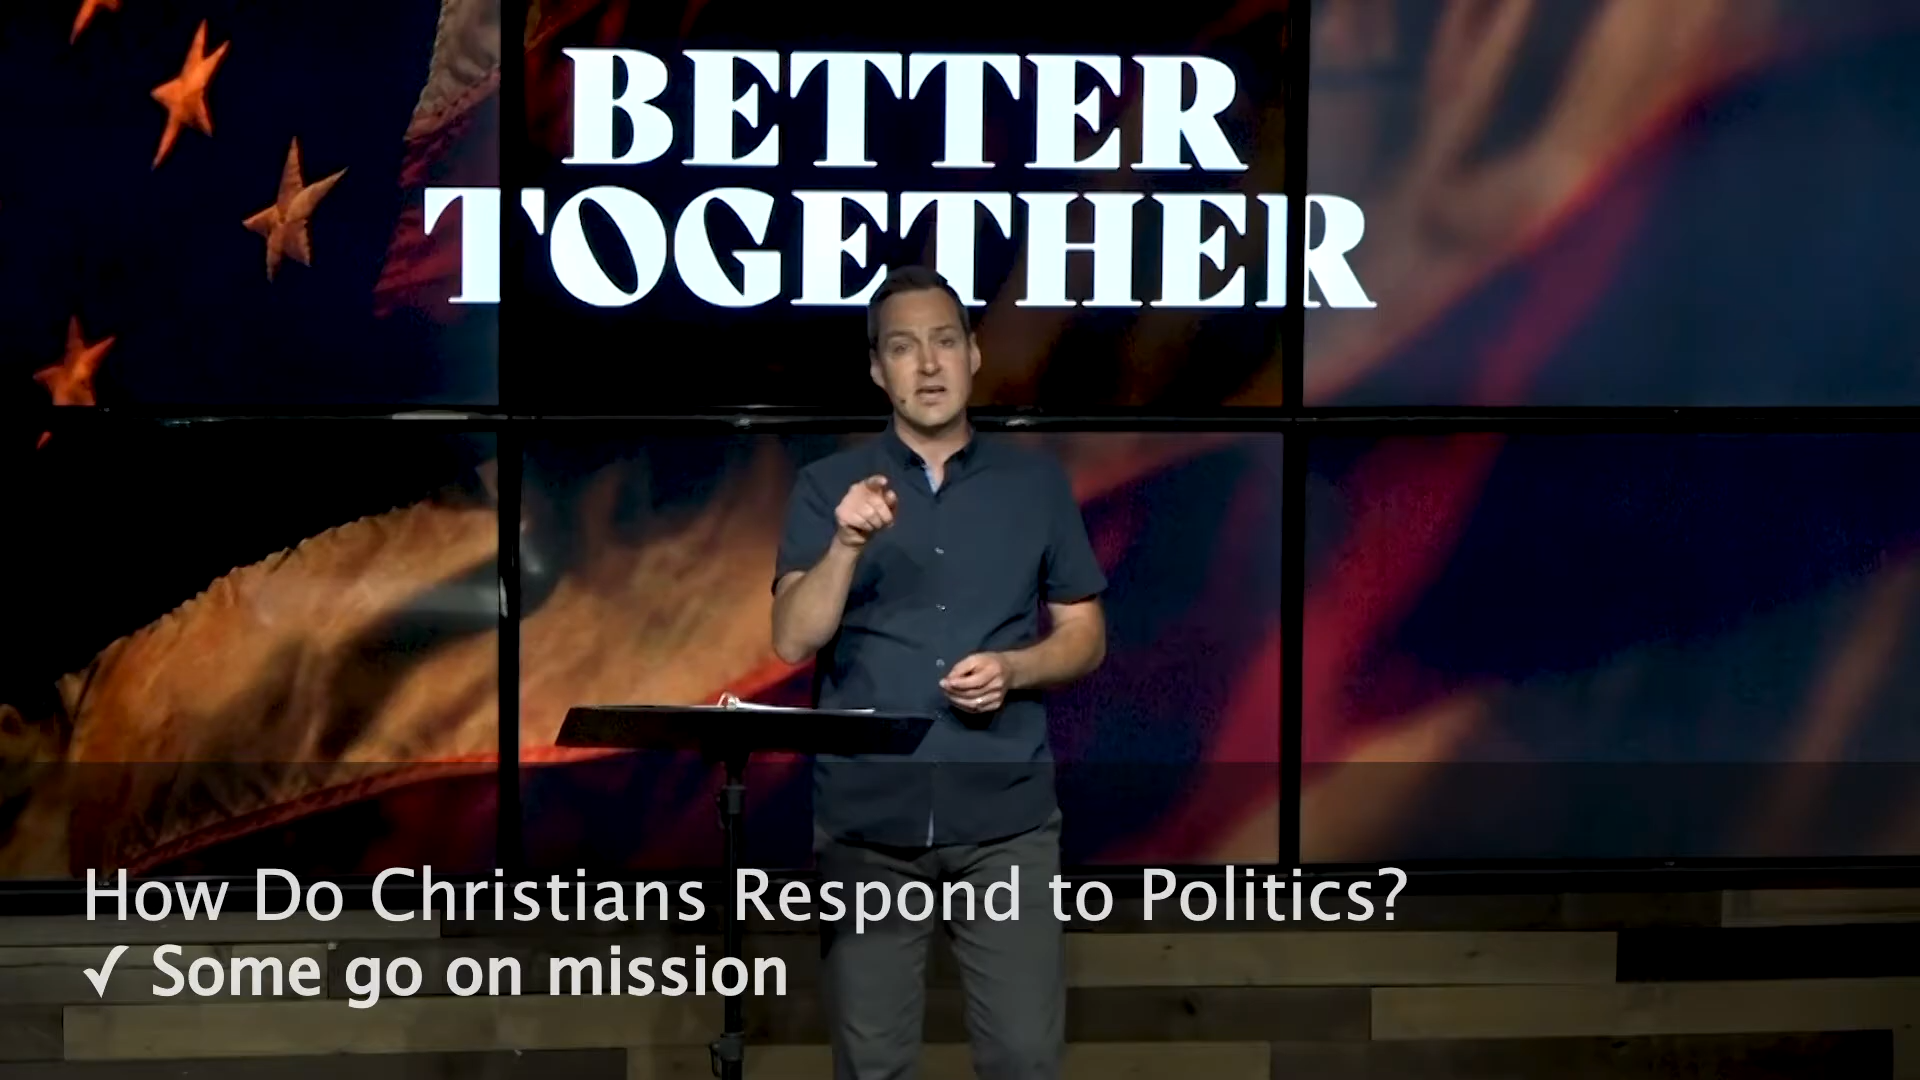 BETTER
TOGETHER
How Do Christians Respond to Politics?
✓ Some go on mission